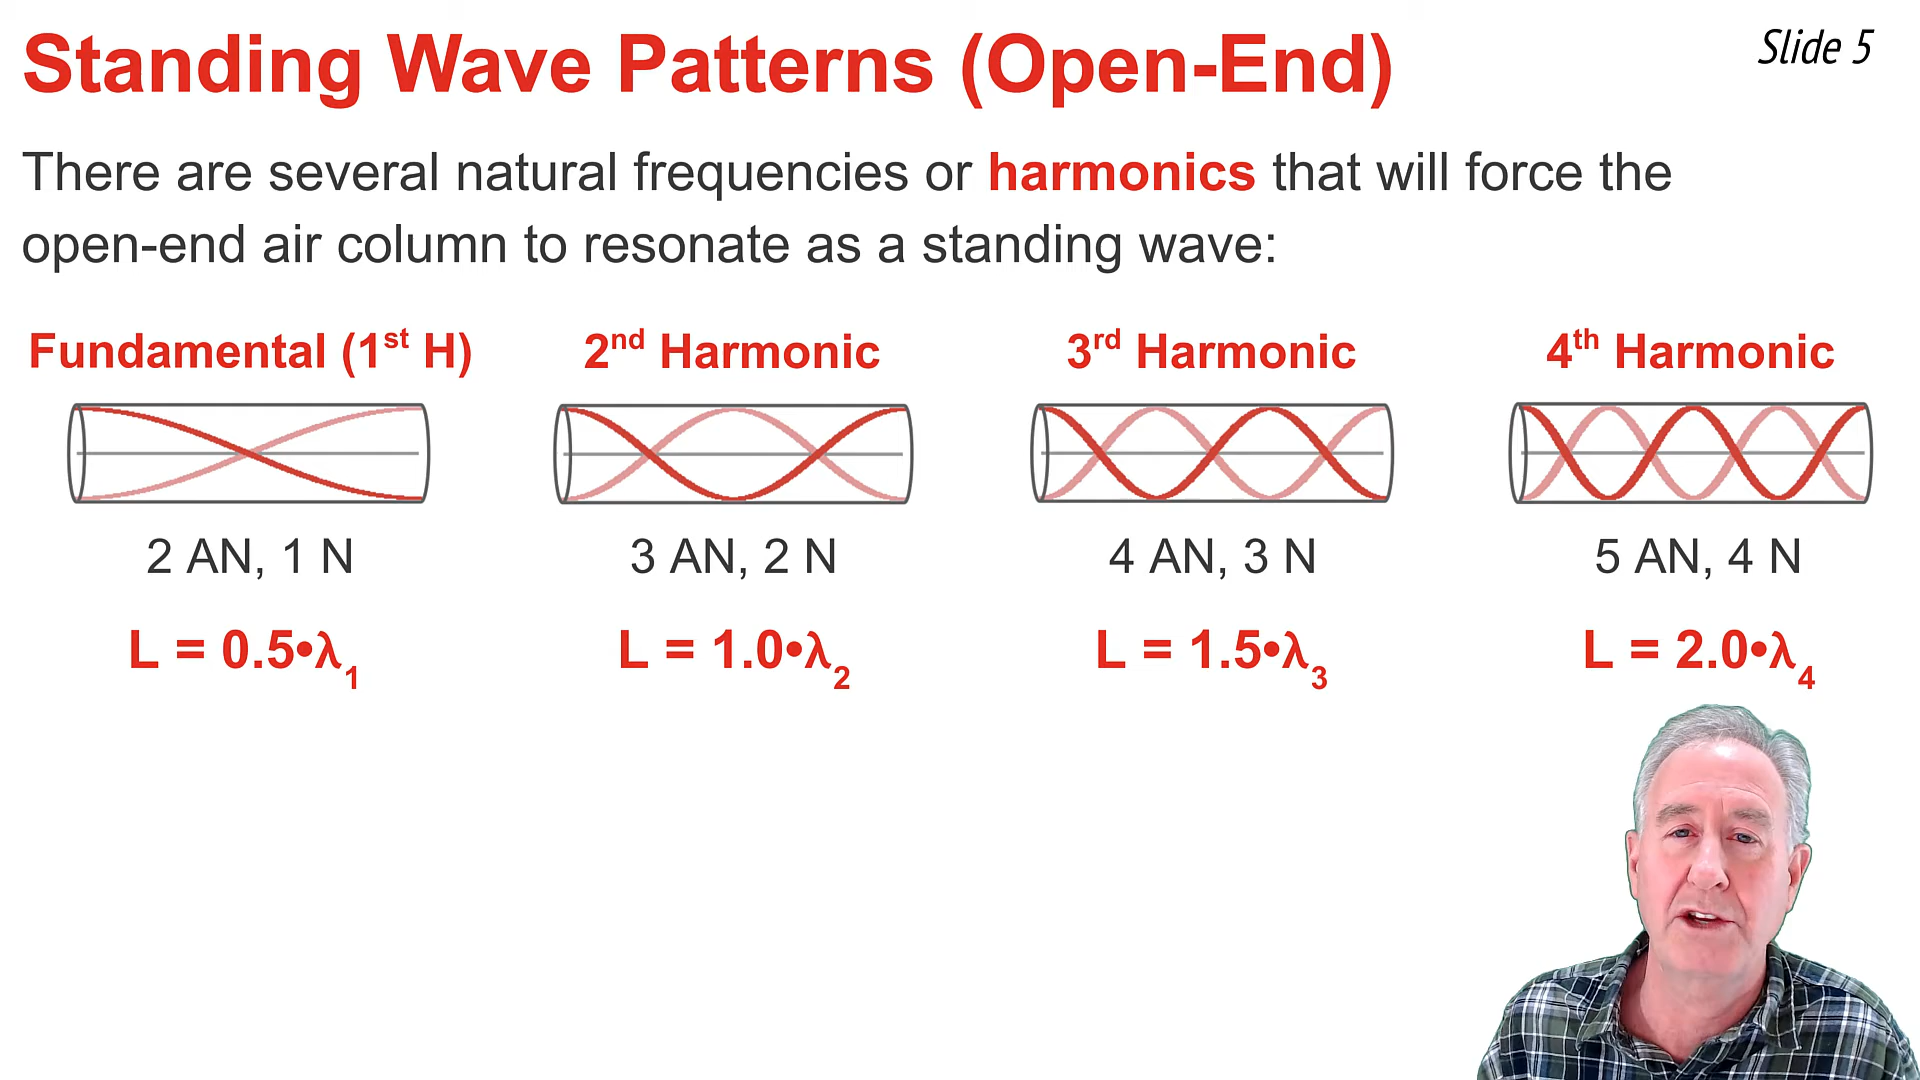 Standing Wave Patterns (Open-End)
Slide 5
There are several natural frequencies or harmonics that will force the
open-end air column to resonate as a standing wave:
Fundamental (1st H)
2nd Harmonic
3rd Harmonic
4th Harmonic
2 AN, 1 N
3 AN, 2 N
4 AN, 3 N
5 AN, 4 N
L = 0.5•λ1
L = 1.0•λ2
L = 1.5•λ3
L = 2.0•λ4